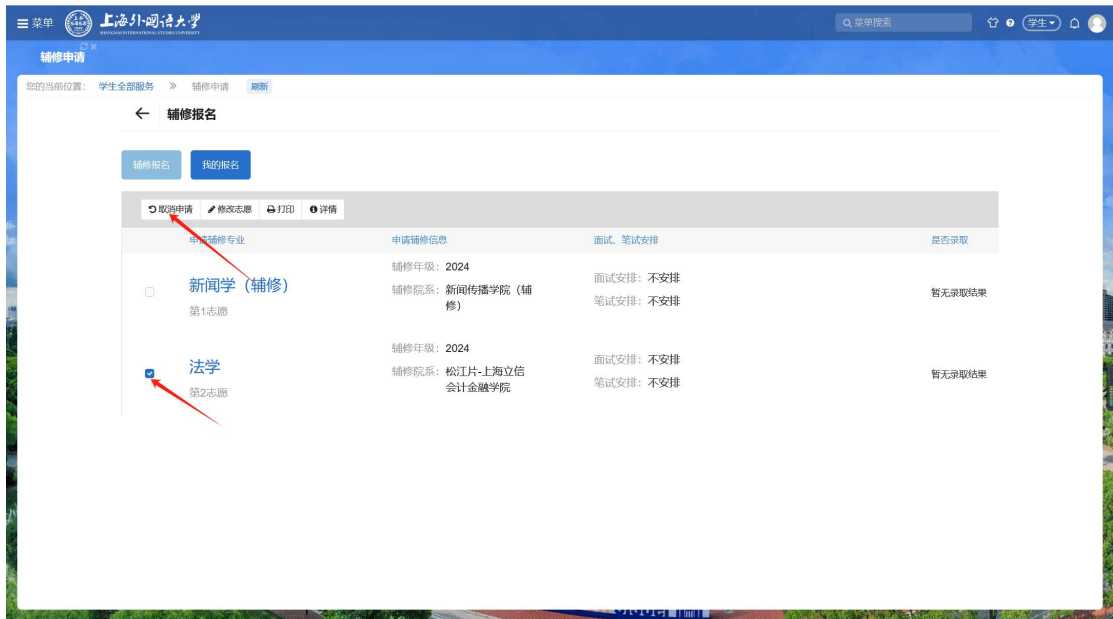 菜单 上海外国语大学 菜单搜索 学生
SHANGHAI INTERNATIONAL STUDIES UNIVERSITY
辅修申请
您的当前位置： 学生全部服务 》 辅修申请 刷新
← 辅修报名
辅修报名 我的报名
取消申请 修改志愿 打印 详情
申请辅修专业 申请辅修信息 面试、笔试安排 是否录取
新闻学（辅修）
第1志愿
辅修年级：2024
辅修院系：新闻传播学院（辅
修）
面试安排：不安排
笔试安排：不安排
暂无录取结果
法学
第2志愿
辅修年级：2024
辅修院系：松江片-上海立信
会计金融学院
面试安排：不安排
笔试安排：不安排
暂无录取结果